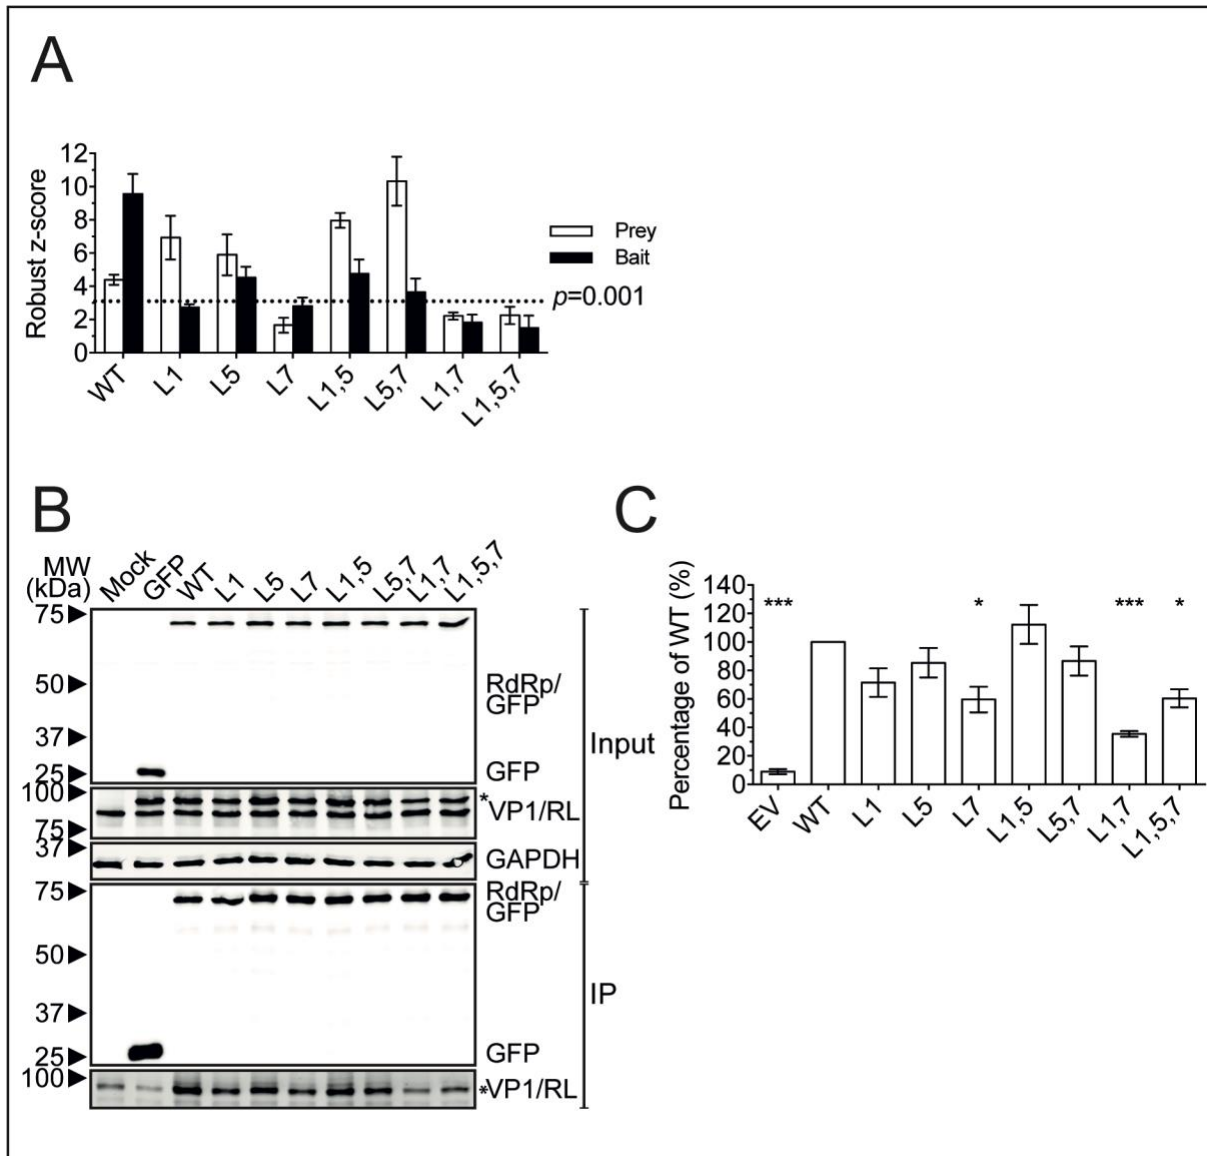 A
Robust z-score
12
10
8
6
4
2
0
WT L1 L5 L7 L1,5 L5,7 L1,7 L1,5,7
Prey
Bait
p=0.001
B
MW
(kDa)
Mock GFP WT L1 L5 L7 L1,5 L5,7 L1,7 L1,5,7
75
50
37
25
RdRp/
GFP
GFP
100
75
*
VP1/RL
37
GAPDH
Input
75
50
37
25
RdRp/
GFP
GFP
100
*VP1/RL
IP
C
Percentage of WT (%)
140
120
100
80
60
40
20
0
*** * *** *
EV WT L1 L5 L7 L1,5 L5,7 L1,7 L1,5,7